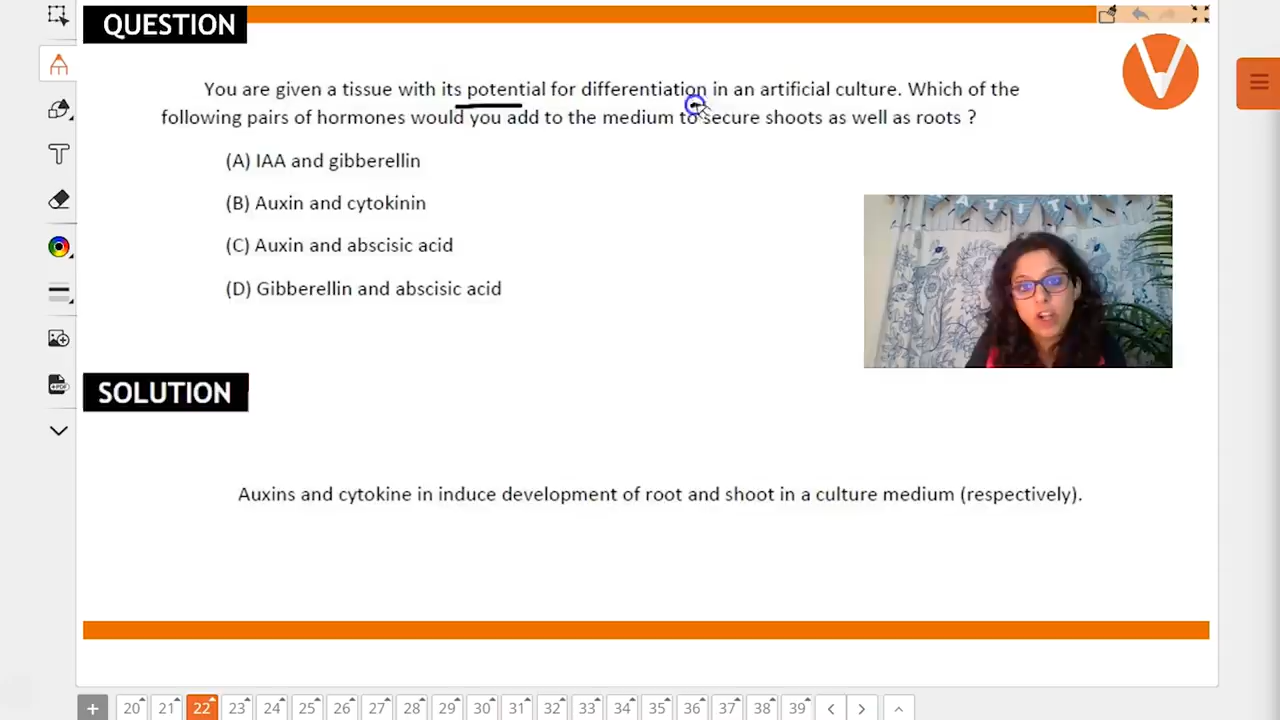 QUESTION
You are given a tissue with its potential for differentiation in an artificial culture. Which of the
following pairs of hormones would you add to the medium to secure shoots as well as roots ?
(A) IAA and gibberellin
(B) Auxin and cytokinin
(C) Auxin and abscisic acid
(D) Gibberellin and abscisic acid
ATITU
SOLUTION
Auxins and cytokine in induce development of root and shoot in a culture medium (respectively).
+ 20 21 22 23 24 25 26 27 28 29 30 31 32 33 34 35 36 37 38 39